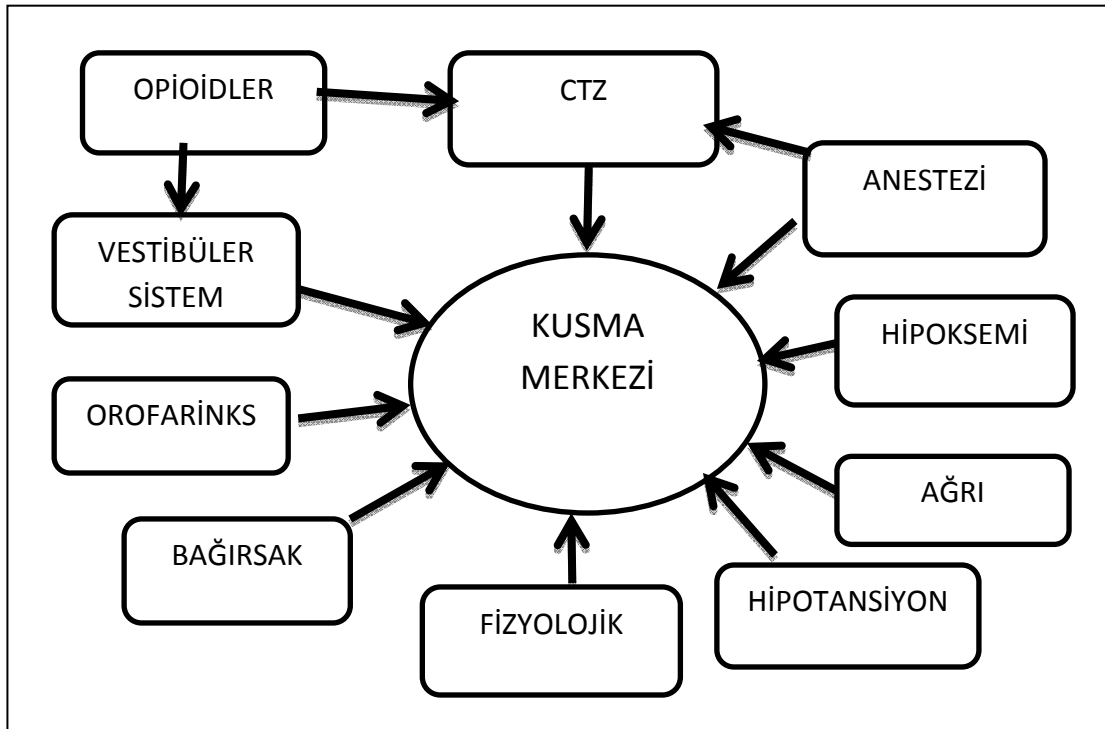 OPİOİDLER
CTZ
ANESTEZİ
VESTİBÜLER
SİSTEM
KUSMA
MERKEZİ
HİPOKSEMİ
OROFARİNKS
AĞRI
BAĞIRSAK
HİPOTANSİYON
FİZYOLOJİK